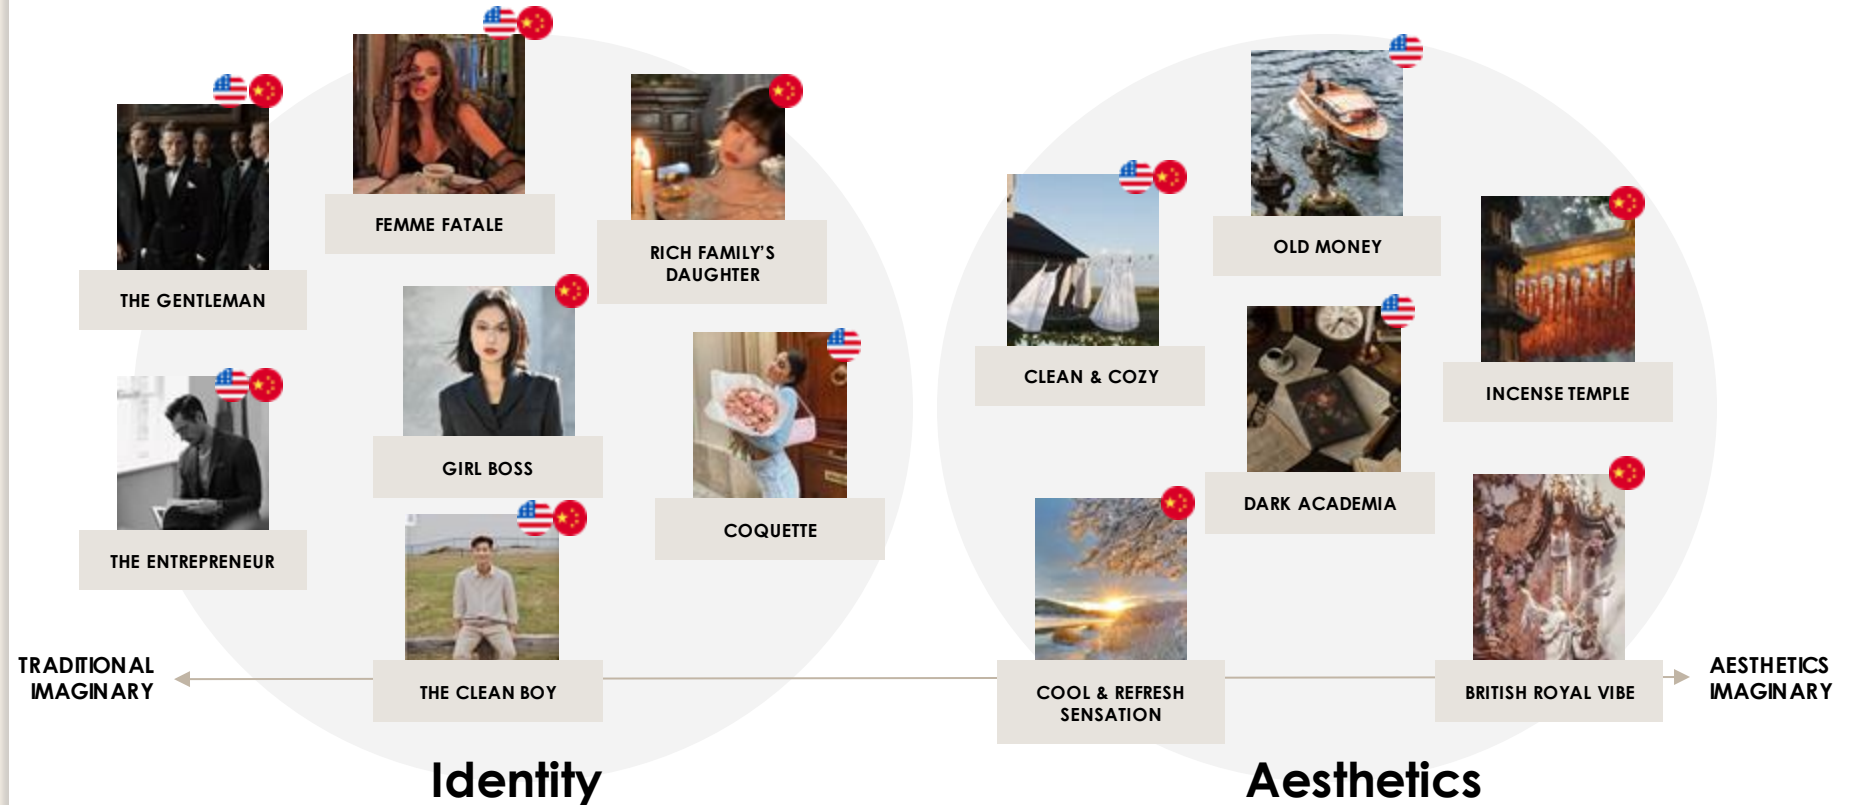 FEMME FATALE
RICH FAMILY'S
DAUGHTER
THE GENTLEMAN
GIRL BOSS
COQUETTE
THE ENTREPRENEUR
THE CLEAN BOY
OLD MONEY
CLEAN & COZY
INCENSE TEMPLE
DARK ACADEMIA
COOL & REFRESH
SENSATION
BRITISH ROYAL VIBE
TRADITIONAL
IMAGINARY
AESTHETICS
IMAGINARY
Identity
Aesthetics